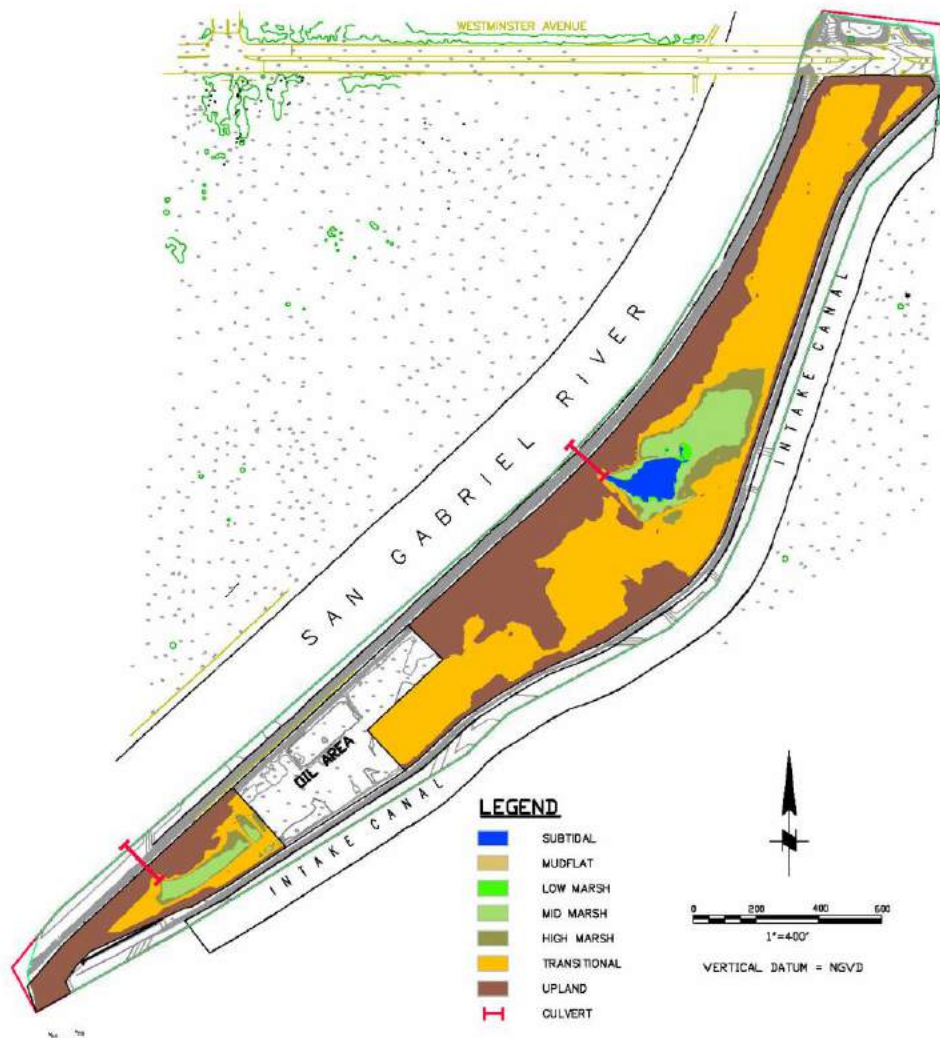 WESTMINSTER AVENUE
SAN GABRIEL RIVER
INTAKE CANAL
OIL AREA
INTAKE CANAL
LEGEND
SUBTIDAL
MUDFLAT
LOW MARSH
MID MARSH
HIGH MARSH
TRANSITIONAL
UPLAND
CULVERT
0 200 400 600
1"=400'
VERTICAL DATUM = NGVD